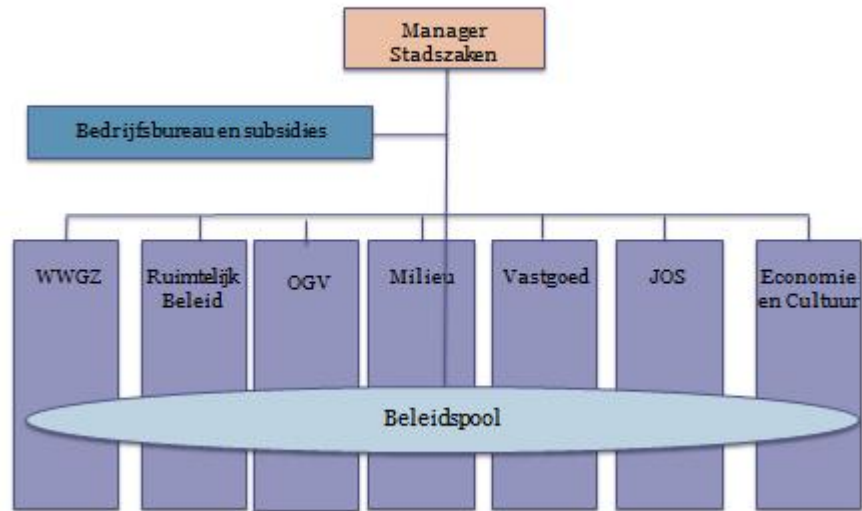 Manager
Stadszaken
Bedrijfsbureau en subsidies
WWGZ
Ruimtelijk
Beleid
OGV
Milieu
Vastgoed
JOS
Economie
en Cultuur
Beleidspool